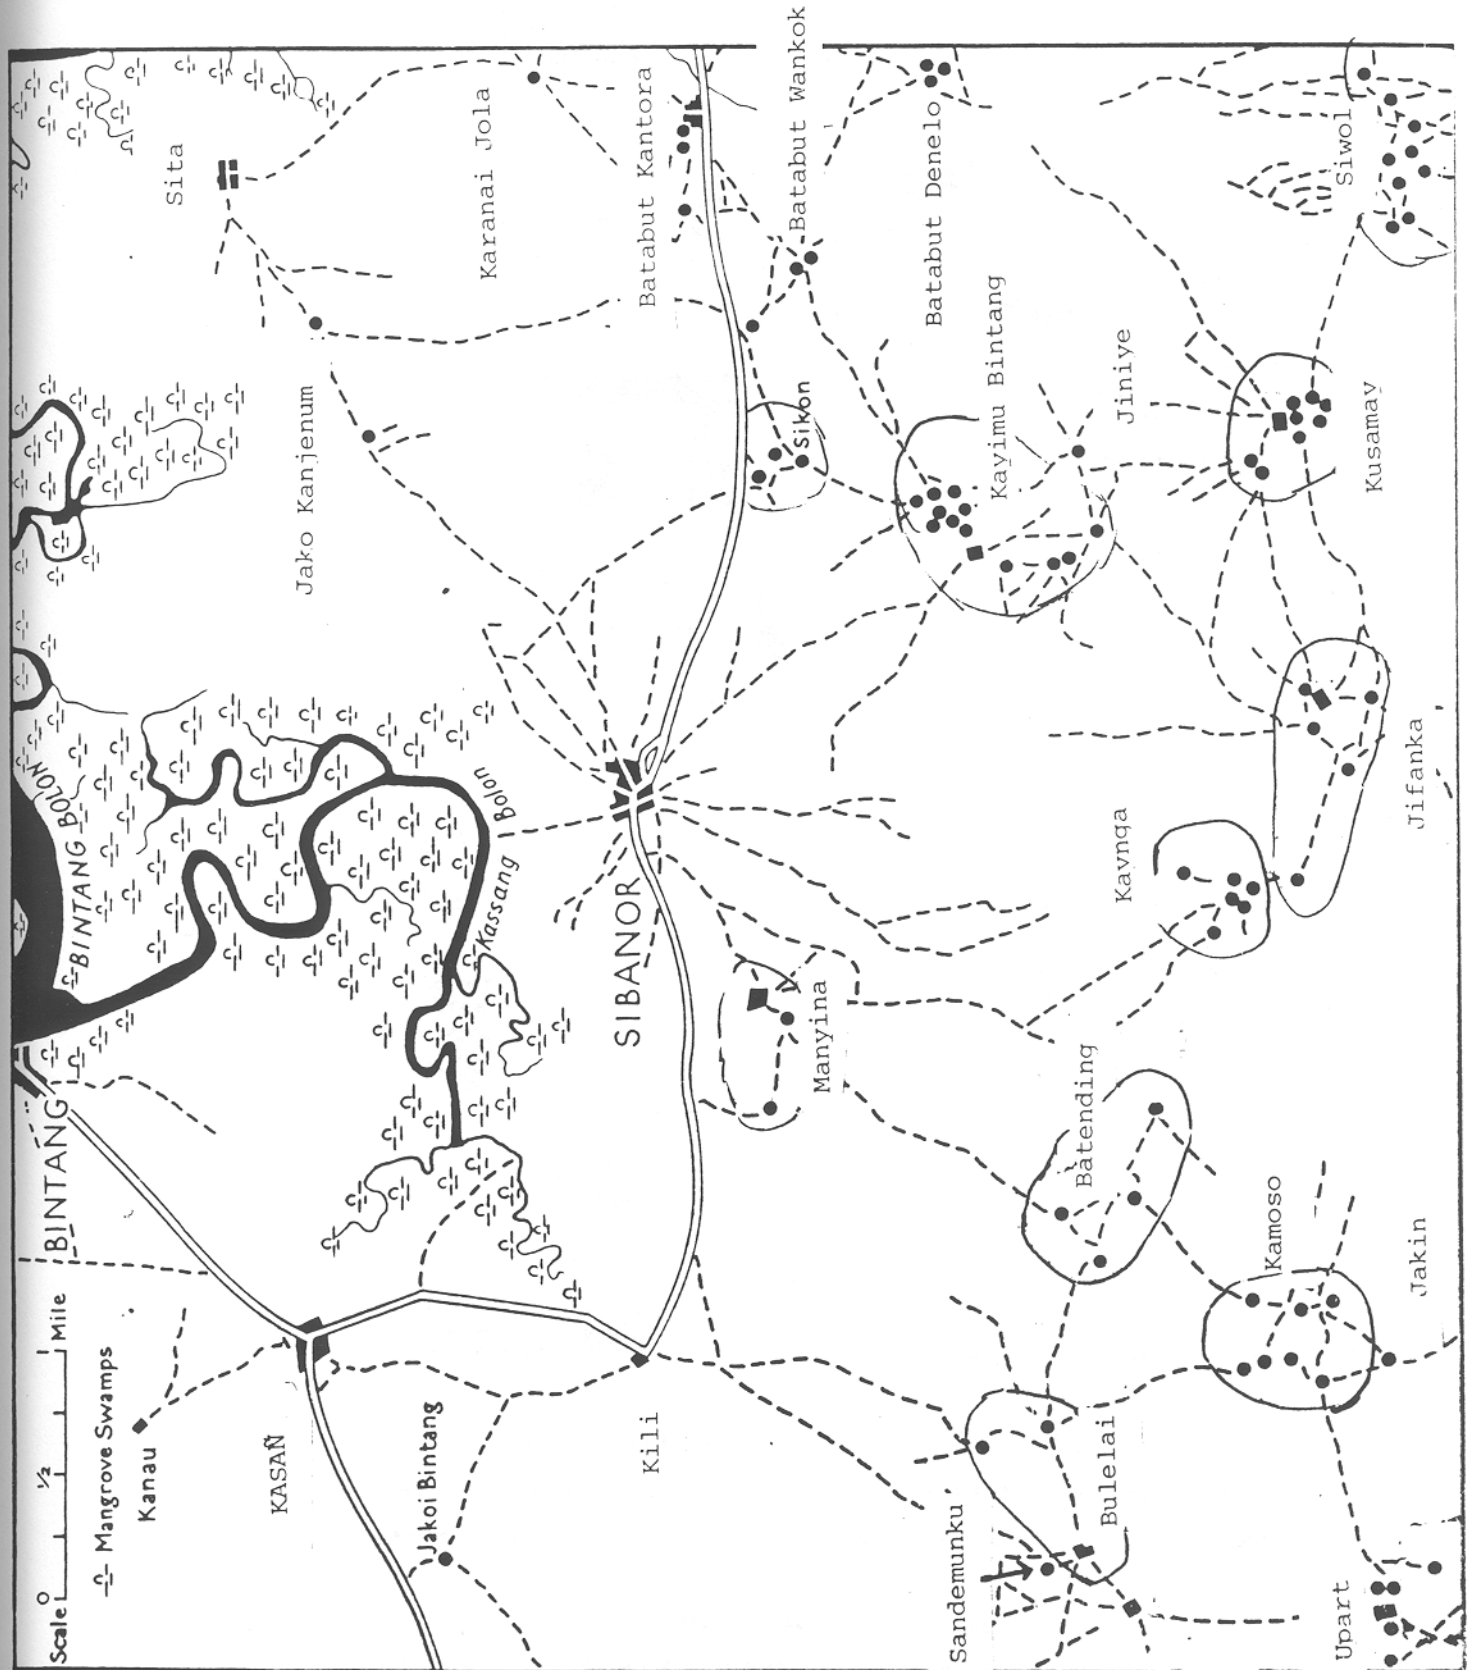 Scale 0 1/2 1 Mile
BINTANG
BINTANG BOLON
Mangrove Swamps
Kanau
Sita
KASAÑ
Jako Kanjenum
Jakoi Bintang
Karanai Jola
Kassang Bolon
SIBANOR
Kili
Batabut Kantora
Batabut Wankok
Sikon
Manyina
Batabut Denelo
Sandemunku
Kayimu Bintang
Batending
Bulelai
Jiniye
Kaynga
Kamoso
Siwol
Upart
Kusamay
Jifanka
Jakin